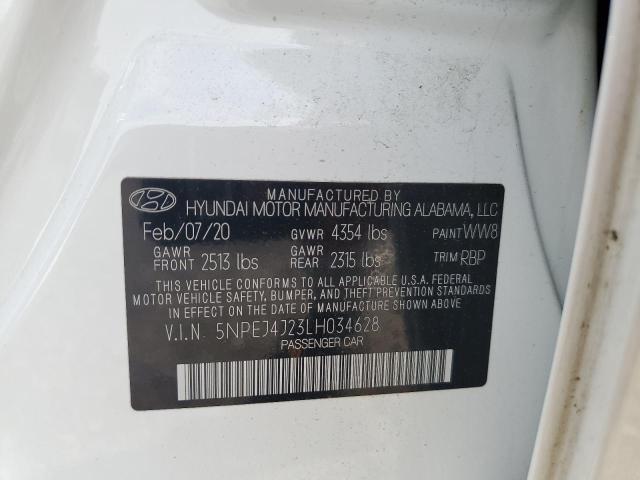 MANUFACTURED BY
HYUNDAI MOTOR MANUFACTURING ALABAMA, LLC
Feb/07/20 GVWR 4354 lbs PAINT WW8
GAWR FRONT 2513 lbs GAWR REAR 2315 lbs TRIM RBP
THIS VEHICLE CONFORMS TO ALL APPLICABLE U.S.A. FEDERAL
MOTOR VEHICLE SAFETY, BUMPER, AND THEFT PREVENTION STANDARDS
IN EFFECT ON THE DATE OF MANUFACTURE SHOWN ABOVE.
V.I.N. 5NPEJ4J23LH034628
PASSENGER CAR